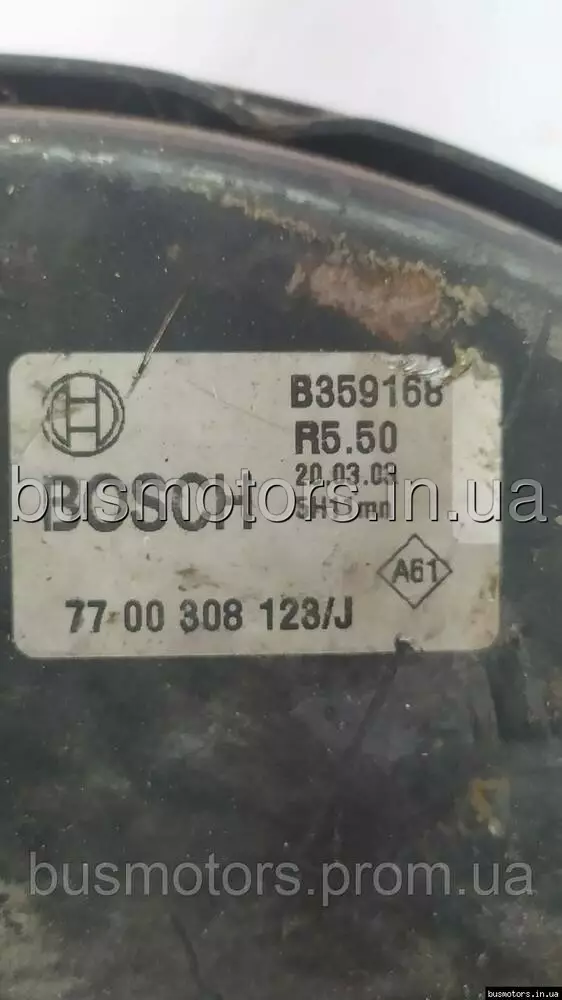 B359168
R5.50
20.03.03
BOSCH
A61
77 00 308 123/J
busmotors.in.ua
busmotors.prom.ua
busmotors.in.ua